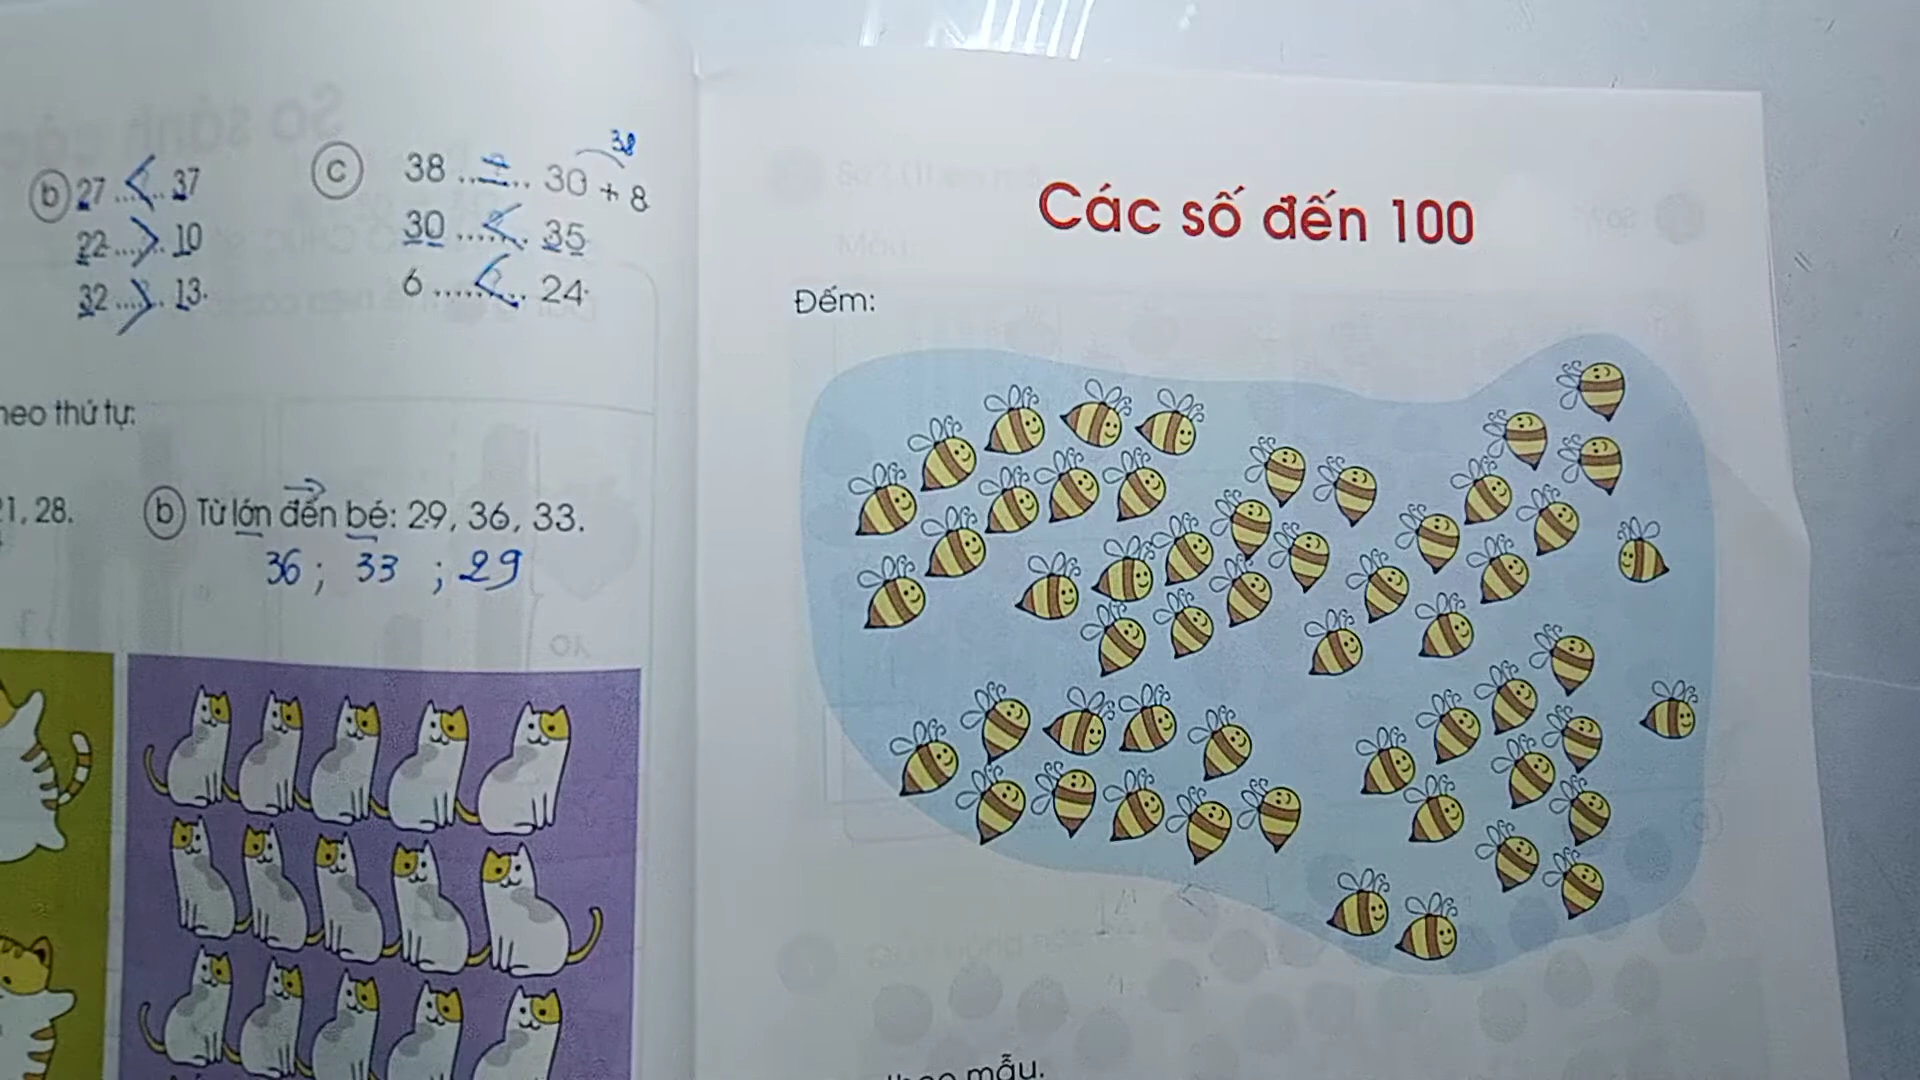 b 27 < 37
22 > 10
32 > 13
c 38 = 30 + 8
38
30 < 35
6 < 24
heo thứ tự:
21, 28.
b Từ lớn đến bé: 29, 36, 33.
36 ; 33 ; 29
Các số đến 100
Đếm:
theo mẫu.